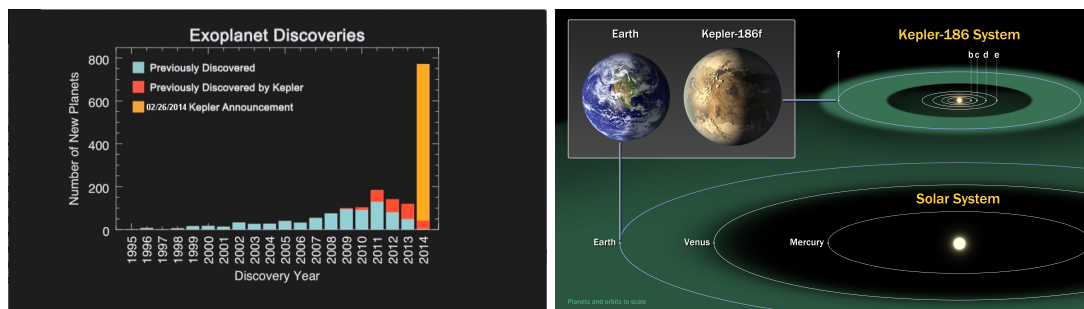 Exoplanet Discoveries
Number of New Planets
800
600
400
200
0
Previously Discovered
Previously Discovered by Kepler
02/26/2014 Kepler Announcement
1995
1996
1997
1998
1999
2000
2001
2002
2003
2004
2005
2006
2007
2008
2009
2010
2011
2012
2013
2014
Discovery Year
Earth
Kepler-186f
Kepler-186 System
f
b c d e
Solar System
Earth
Venus
Mercury
Planets and orbits to scale